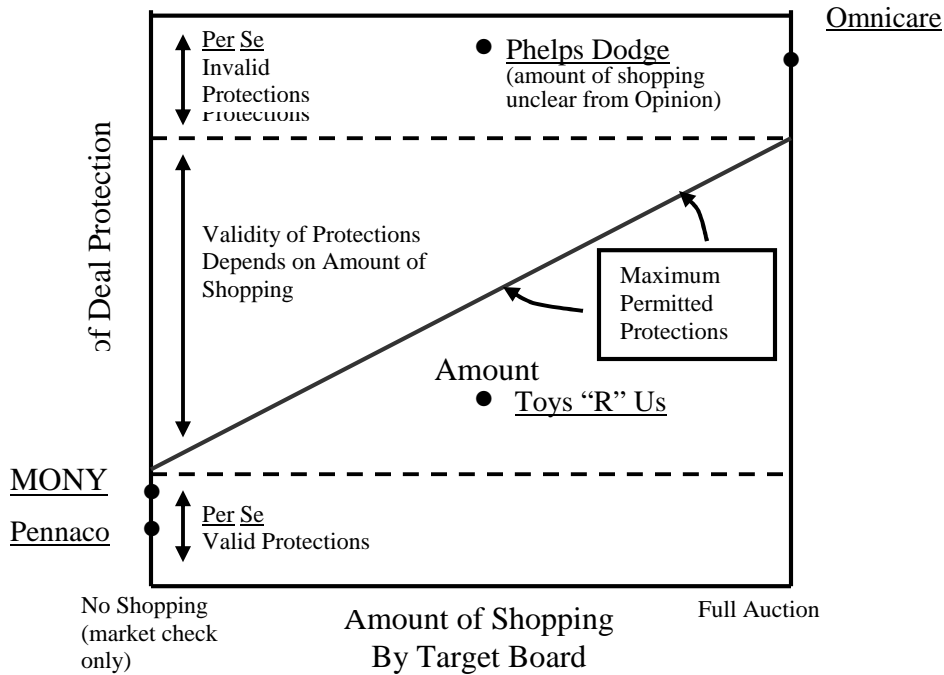 Omnicare
Per Se
Invalid
Protections
Protections
Phelps Dodge
(amount of shopping
unclear from Opinion)
of Deal Protection
Validity of Protections
Depends on Amount of
Shopping
Maximum
Permitted
Protections
Amount
Toys “R” Us
MONY
Pennaco
Per Se
Valid Protections
No Shopping
(market check
only)
Amount of Shopping
By Target Board
Full Auction